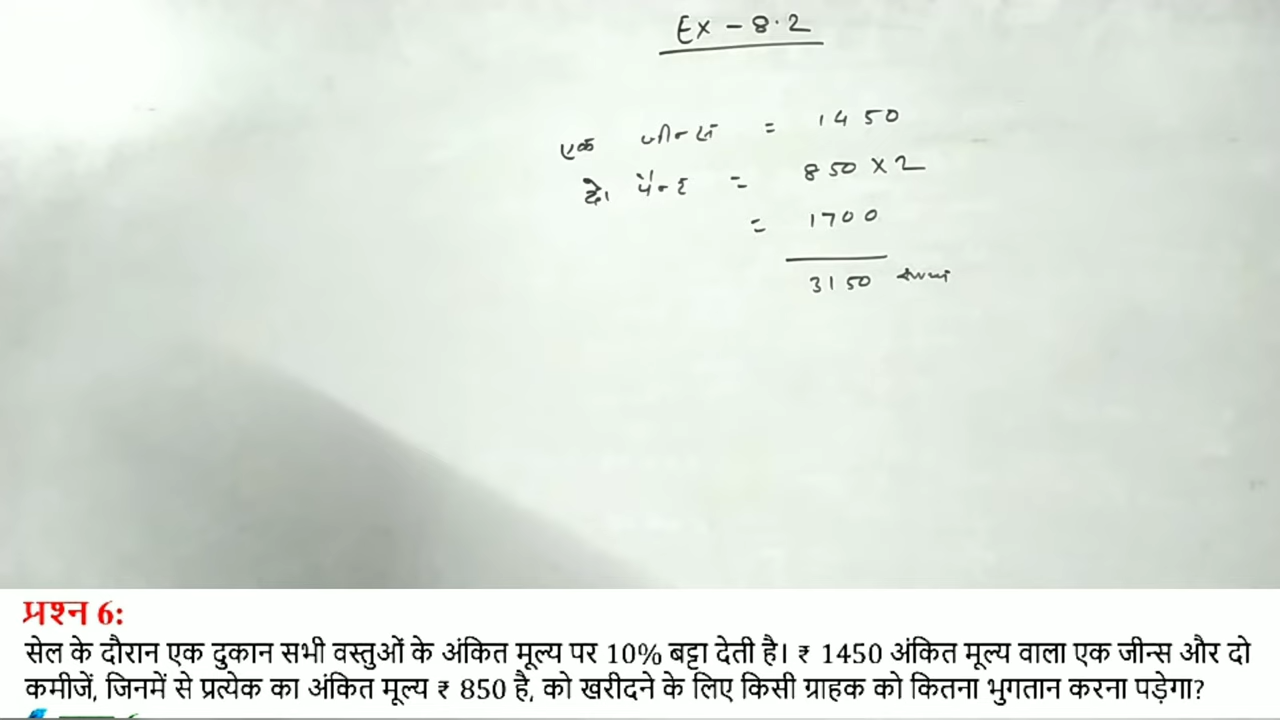 Ex - 8.2
एक जीन्स = 1450
दो पैन्ट = 850 × 2
= 1700
3150
प्रश्न 6:
सेल के दौरान एक दुकान सभी वस्तुओं के अंकित मूल्य पर 10% बट्टा देती है। ₹ 1450 अंकित मूल्य वाला एक जीन्स और दो
कमीजें, जिनमें से प्रत्येक का अंकित मूल्य ₹ 850 है, को खरीदने के लिए किसी ग्राहक को कितना भुगतान करना पड़ेगा?